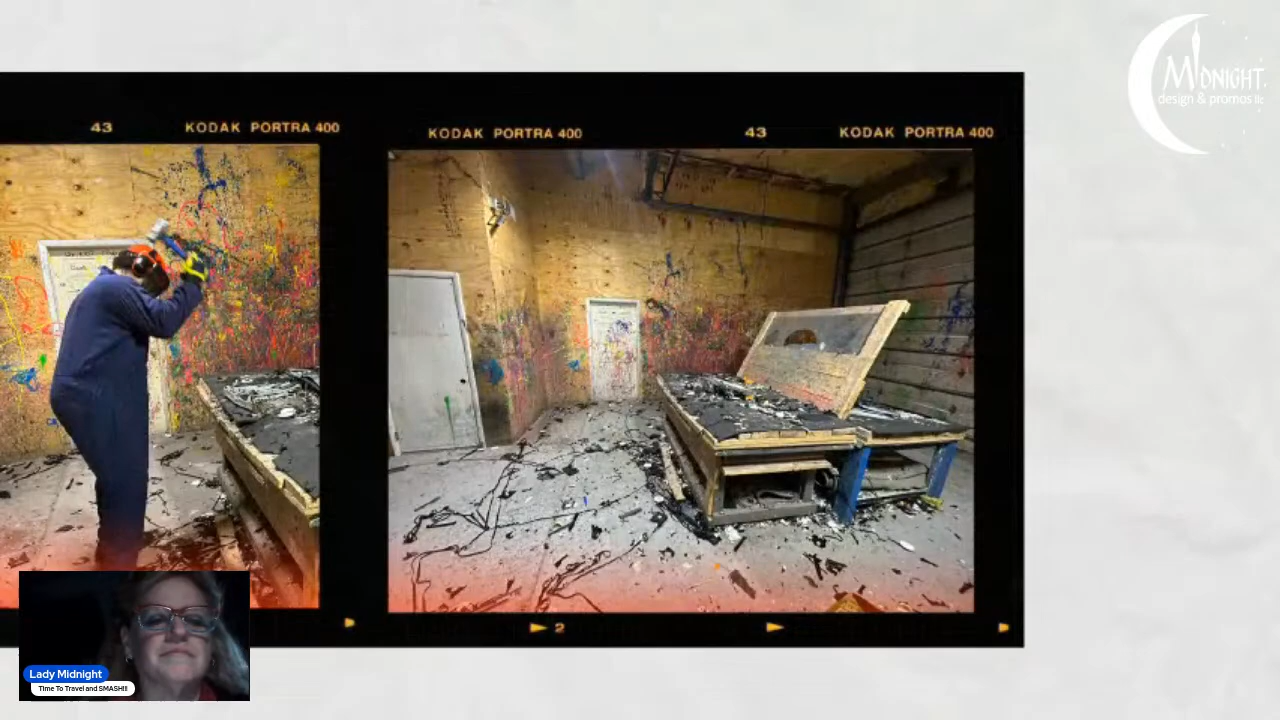 MIDNIGHT
design & promos llc
43
KODAK PORTRA 400
KODAK PORTRA 400
43
KODAK PORTRA 400
2
Lady Midnight
Time To Travel and SMASH!!!